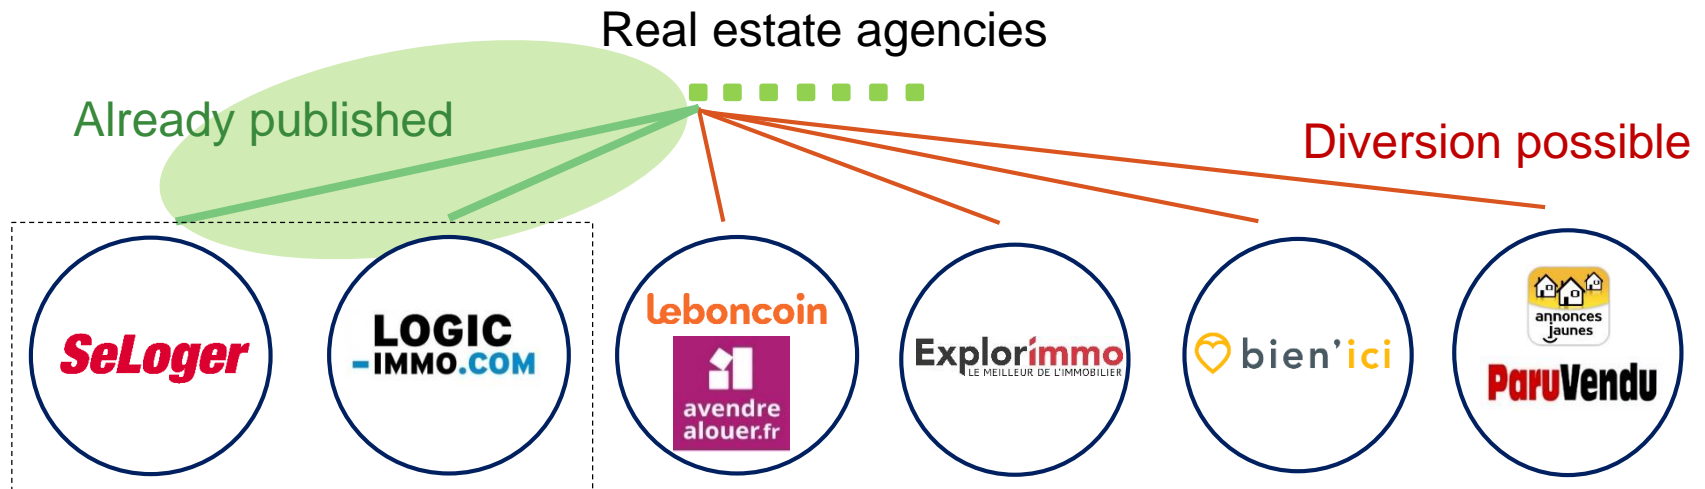 Real estate agencies
Already published
Diversion possible
SeLoger
LOGIC
-IMMO.COM
leboncoin
avendre
alouer.fr
Explorimmo
LE MEILLEUR DE L'IMMOBILIER
bien'ici
annonces
jaunes
ParuVendu